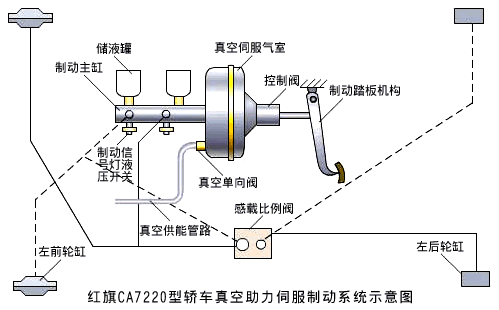 储液罐
真空伺服气室
制动主缸
控制阀
制动踏板机构
制动信
号灯液
压开关
真空单向阀
感载比例阀
真空供能管路
左前轮缸
左后轮缸
红旗CA7220型轿车真空助力伺服制动系统示意图